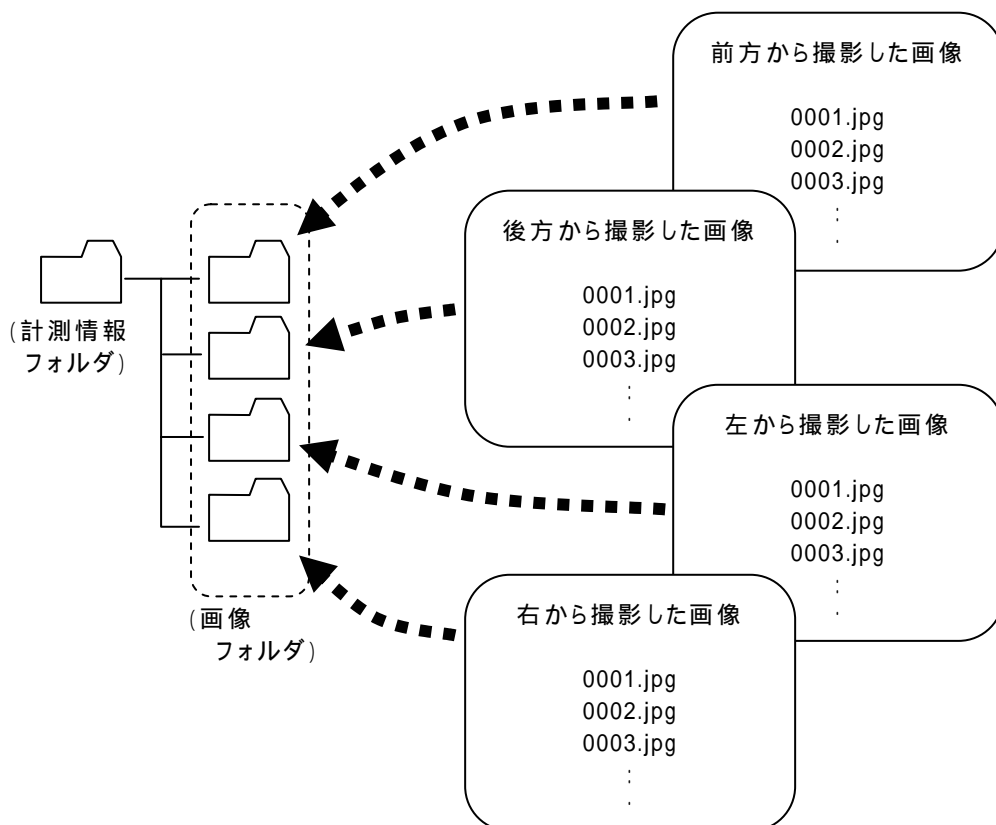 前方から撮影した画像
0001.jpg
0002.jpg
0003.jpg
:
.
後方から撮影した画像
0001.jpg
0002.jpg
0003.jpg
:
.
(計測情報
フォルダ)
左から撮影した画像
0001.jpg
0002.jpg
0003.jpg
:
.
(画像
フォルダ)
右から撮影した画像
0001.jpg
0002.jpg
0003.jpg
:
.